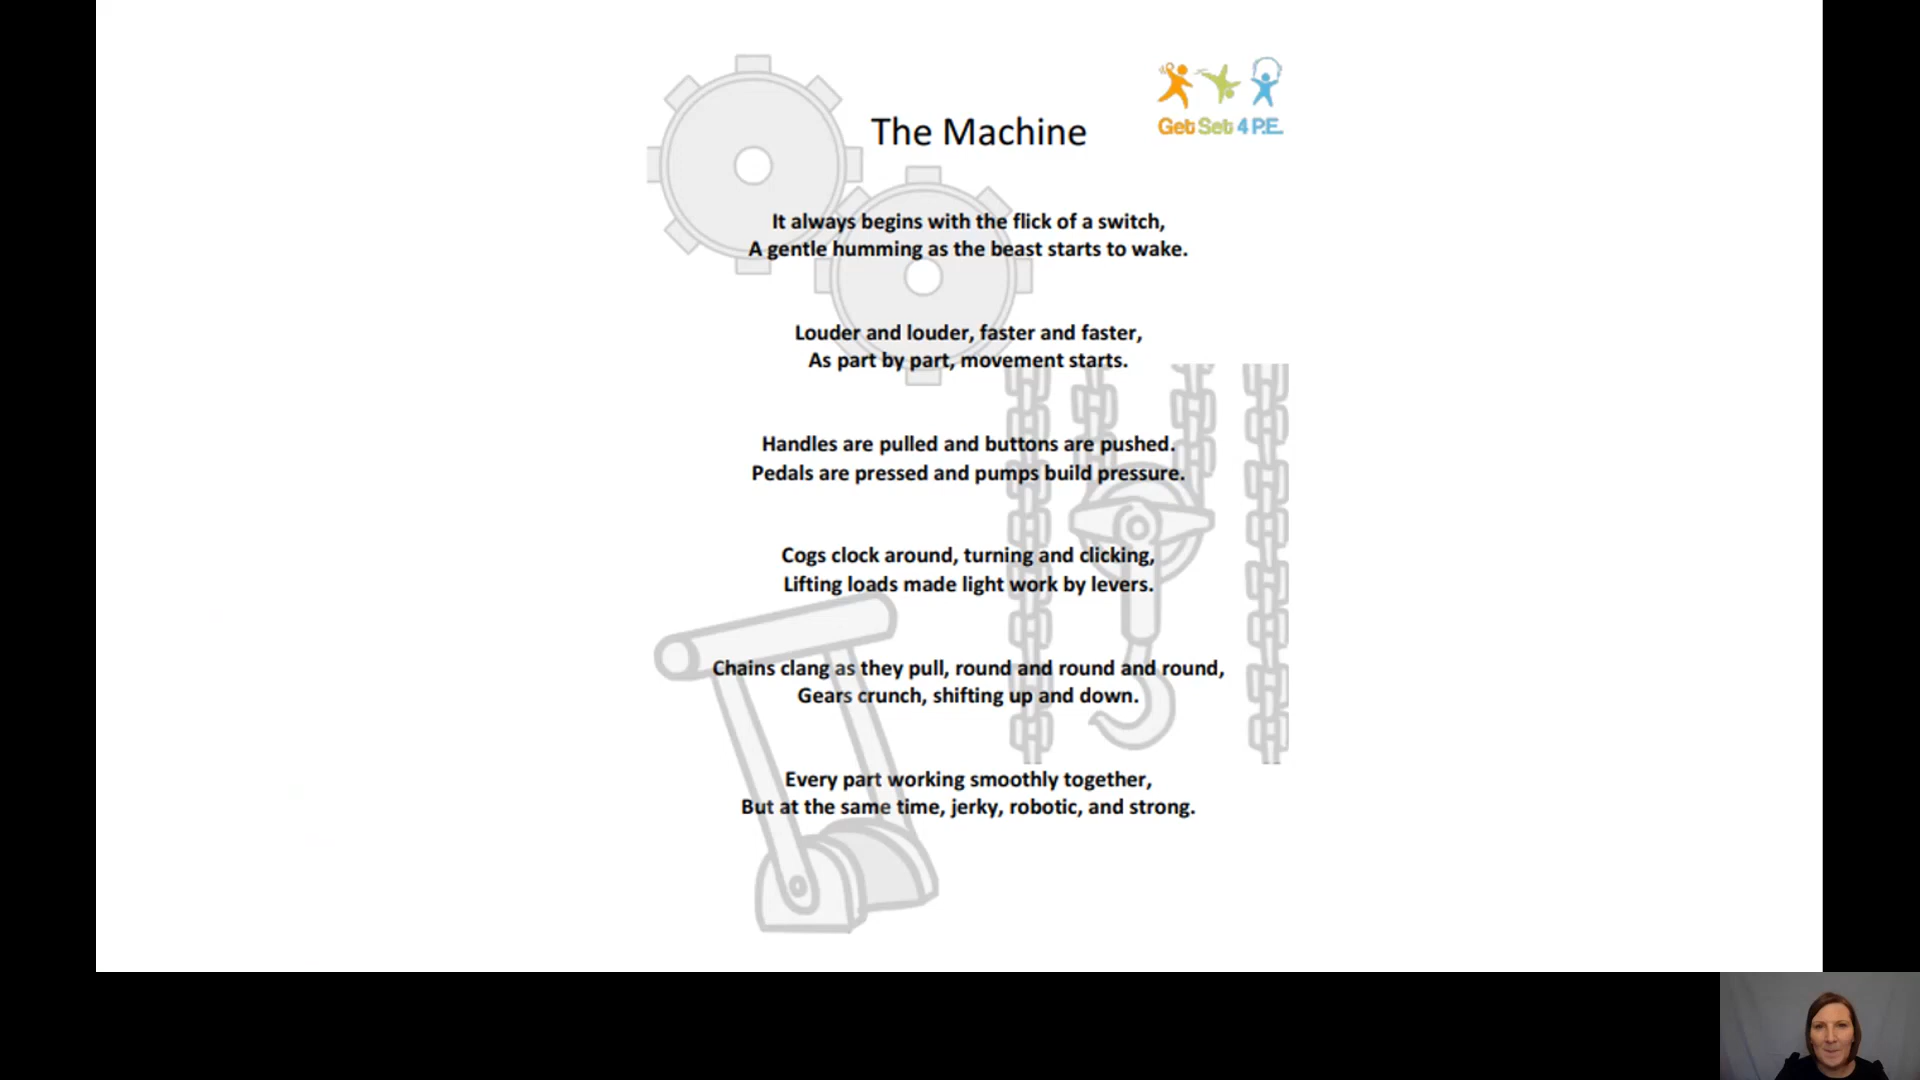 The Machine
Get Set 4 P.E.
It always begins with the flick of a switch,
A gentle humming as the beast starts to wake.
Louder and louder, faster and faster,
As part by part, movement starts.
Handles are pulled and buttons are pushed.
Pedals are pressed and pumps build pressure.
Cogs clock around, turning and clicking,
Lifting loads made light work by levers.
Chains clang as they pull, round and round and round,
Gears crunch, shifting up and down.
Every part working smoothly together,
But at the same time, jerky, robotic, and strong.